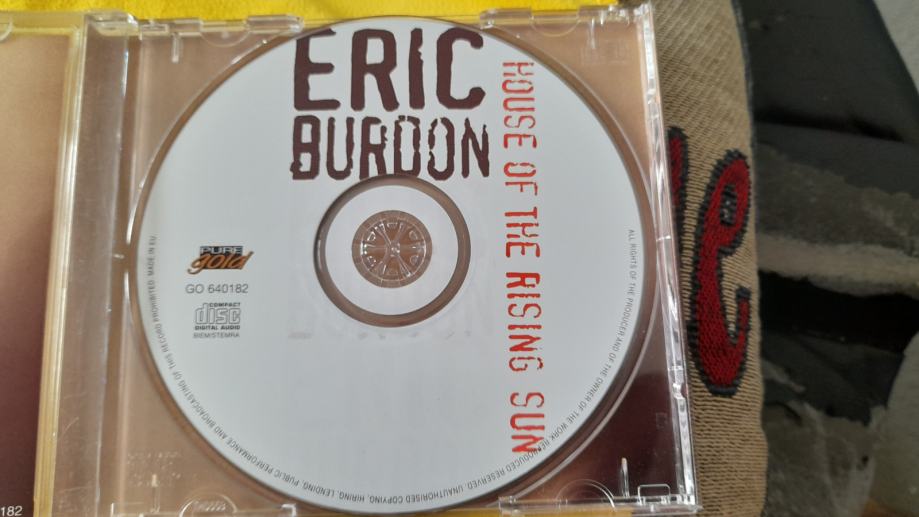 ERIC
BURDON
HOUSE OF THE RISING SUN
PURE
gold
GO 640182
COMPACT
disc
DIGITAL AUDIO
BIEM/STEMRA
ALL RIGHTS OF THE PRODUCER AND OF THE OWNER OF THE WORK REPRODUCED RESERVED. UNAUTHORISED COPYING, HIRING, LENDING, PUBLIC PERFORMANCE AND BROADCASTING OF THIS RECORD PROHIBITED. MADE IN EU.
182